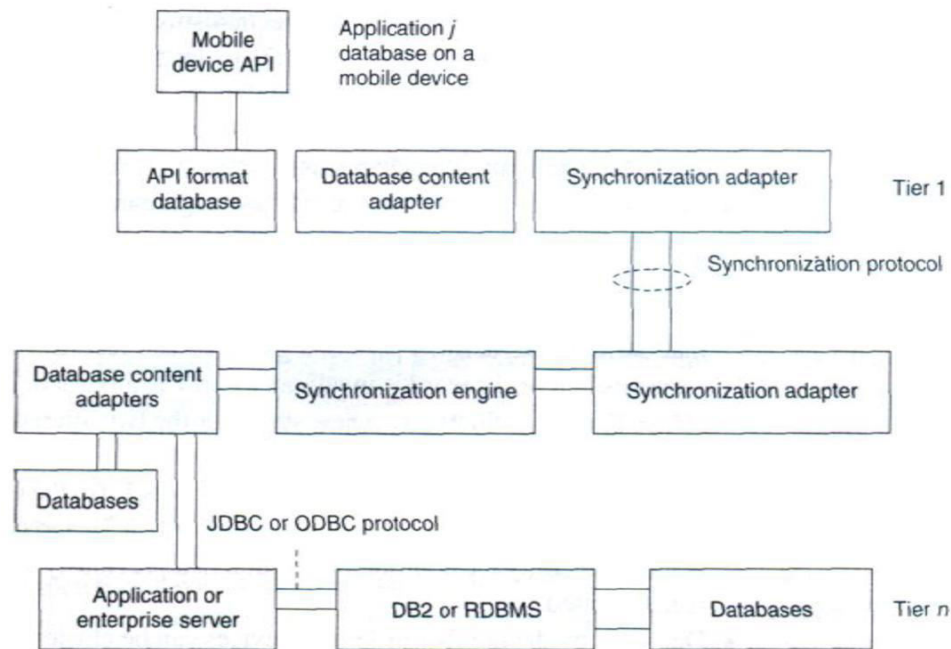 Mobile
device API
Application j
database on a
mobile device
API format
database
Database content
adapter
Synchronization adapter
Tier 1
Synchronization protocol
Database content
adapters
Synchronization engine
Synchronization adapter
Databases
JDBC or ODBC protocol
Application or
enterprise server
DB2 or RDBMS
Databases
Tier n